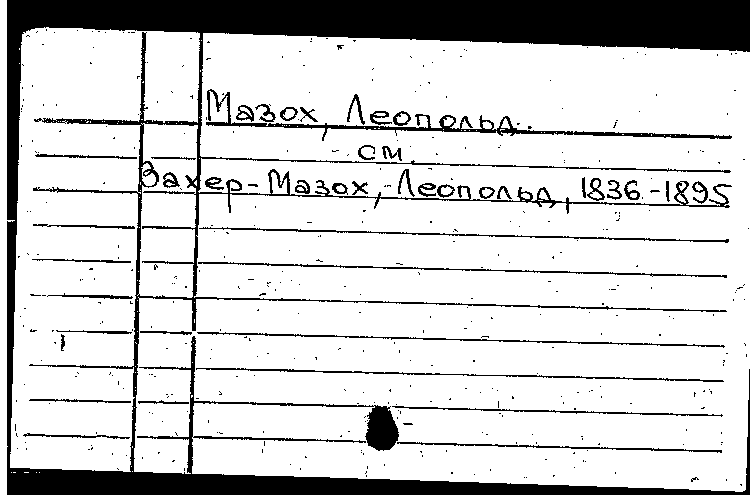 Мазох, Леопольд.
см.
Захер-Мазох, Леопольд, 1836-1895